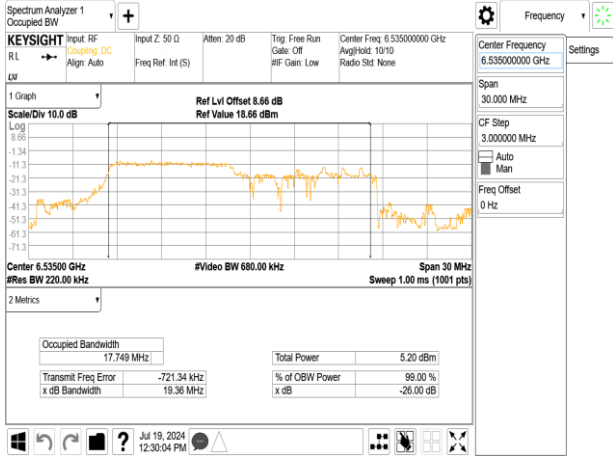 Spectrum Analyzer 1
Occupied BW
Frequency
KEYSIGHT
RL
Input: RF
Coupling: DC
Align: Auto
Input Z: 50 Ω
Freq Ref: Int (S)
Atten: 20 dB
Trig: Free Run
Gate: Off
#IF Gain: Low
Center Freq: 6.535000000 GHz
Avg|Hold: 10/10
Radio Std: None
Center Frequency
6.535000000 GHz
Settings
Span
30.000 MHz
CF Step
3.000000 MHz
Auto
Man
Freq Offset
0 Hz
1 Graph
Scale/Div 10.0 dB
Ref Lvl Offset 8.66 dB
Ref Value 18.66 dBm
Log
8.66
-1.34
-11.3
-21.3
-31.3
-41.3
-51.3
-61.3
-71.3
Center 6.53500 GHz
#Video BW 680.00 kHz
Span 30 MHz
#Res BW 220.00 kHz
Sweep 1.00 ms (1001 pts)
2 Metrics
Occupied Bandwidth
17.749 MHz
Total Power 5.20 dBm
Transmit Freq Error -721.34 kHz
% of OBW Power 99.00 %
x dB Bandwidth 19.36 MHz
x dB -26.00 dB
Jul 19, 2024
12:30:04 PM